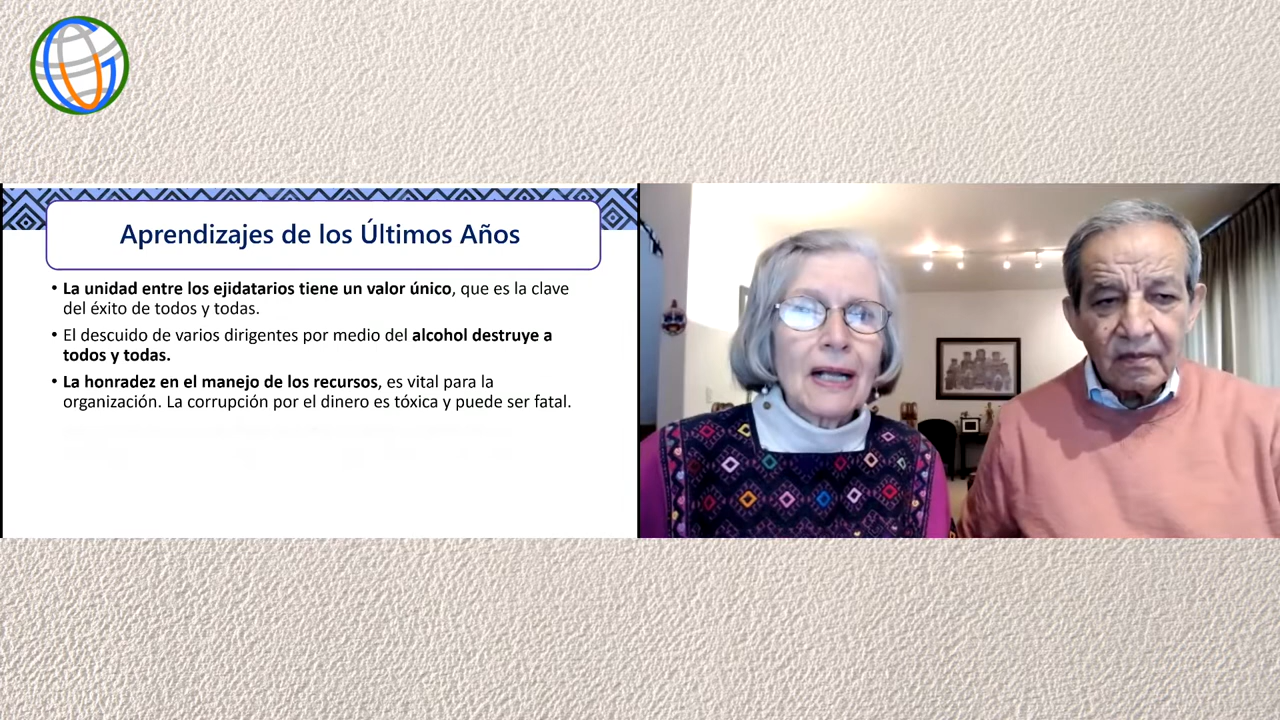 Aprendizajes de los Últimos Años
• La unidad entre los ejidatarios tiene un valor único, que es la clave
del éxito de todos y todas.
• El descuido de varios dirigentes por medio del alcohol destruye a
todos y todas.
• La honradez en el manejo de los recursos, es vital para la
organización. La corrupción por el dinero es tóxica y puede ser fatal.